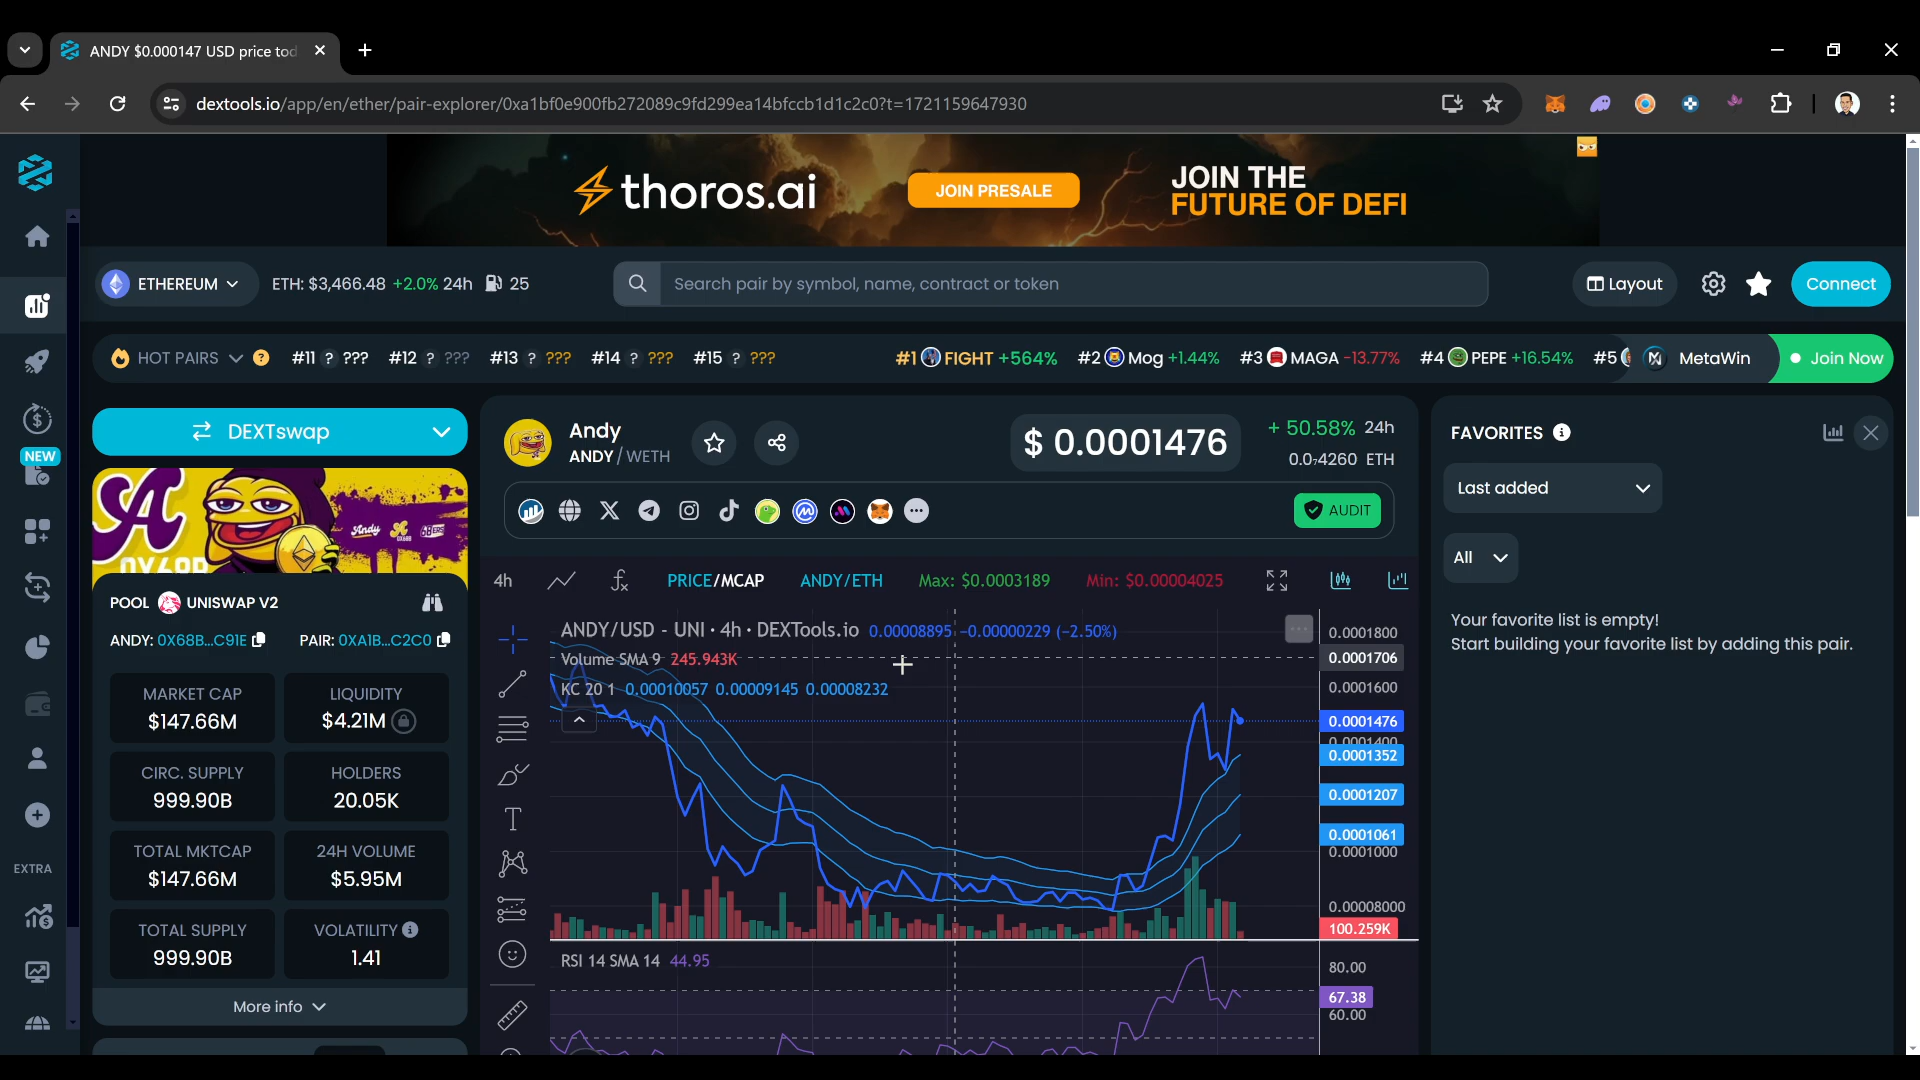 ANDY $0.000147 USD price tod
dextools.io/app/en/ether/pair-explorer/0xa1bf0e900fb272089c9fd299ea14bfccb1d1c2c0?t=1721159647930
thoros.ai
JOIN PRESALE
JOIN THE
FUTURE OF DEFI
ETHEREUM
ETH: $3,466.48 +2.0% 24h 25
Search pair by symbol, name, contract or token
Layout
Connect
HOT PAIRS ? #11 ? ??? #12 ? ??? #13 ? ??? #14 ? ??? #15 ? ??? #1 FIGHT +564% #2 Mog +1.44% #3 MAGA -13.77% #4 PEPE +16.54% #5 MetaWin Join Now
NEW
EXTRA
DEXTswap
A
Andy
0X68B
POOL UNISWAP V2
ANDY: 0X68B...C91E PAIR: 0XA1B...C2C0
MARKET CAP
$147.66M
LIQUIDITY
$4.21M
CIRC. SUPPLY
999.90B
HOLDERS
20.05K
TOTAL MKTCAP
$147.66M
24H VOLUME
$5.95M
TOTAL SUPPLY
999.90B
VOLATILITY
1.41
More info
Andy
ANDY/WETH
$ 0.0001476
+ 50.58% 24h
0.0₇4260 ETH
AUDIT
4h PRICE/MCAP ANDY/ETH Max: $0.0003189 Min: $0.00004025
ANDY/USD - UNI · 4h · DEXTools.io 0.00008895 −0.00000229 (−2.50%)
Volume SMA 9 245.943K
KC 20 1 0.00010057 0.00009145 0.00008232
0.0001800
0.0001706
0.0001600
0.0001476
0.0001400
0.0001352
0.0001207
0.0001061
0.0001000
0.00008000
100.259K
RSI 14 SMA 14 44.95
80.00
67.38
60.00
FAVORITES
Last added
All
Your favorite list is empty!
Start building your favorite list by adding this pair.